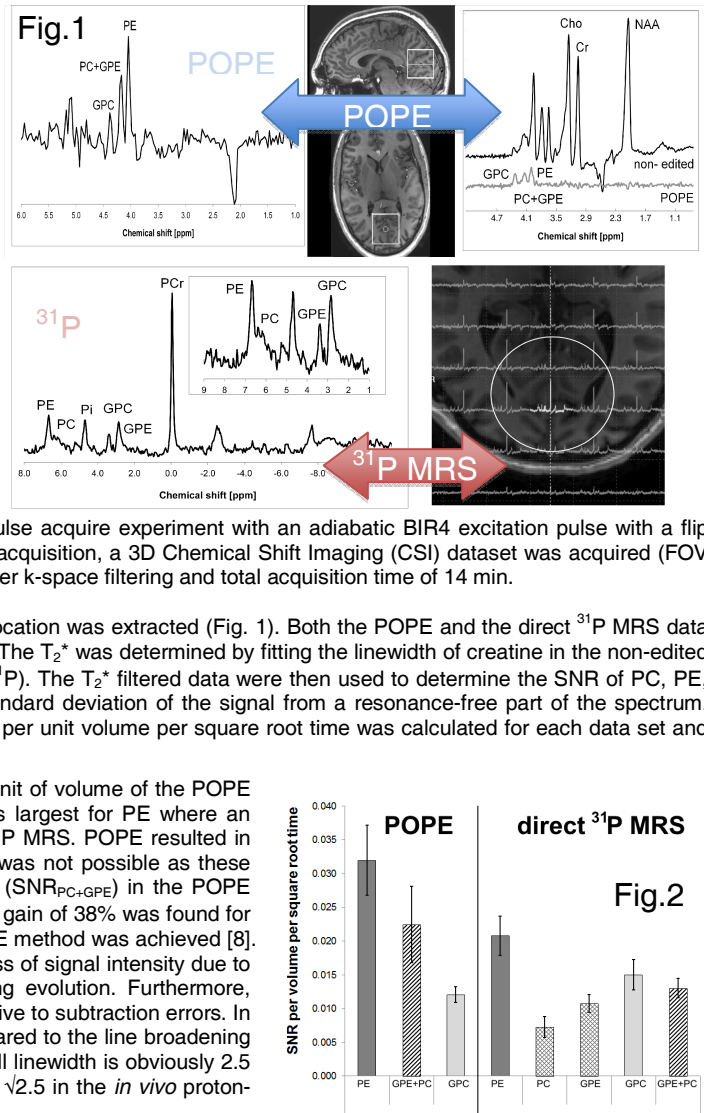 Fig.1
PE
PC+GPE
GPC
POPE
6.0 5.0 4.0 3.0 2.0 1.0
Chemical shift [ppm]
POPE
Cho
Cr
NAA
non- edited
GPC
PE
PC+GPE
POPE
4.7 4.1 3.5 2.9 2.3 1.7 1.1
Chemical shift [ppm]
³¹P
PCr
PE
PC
Pi
GPC
GPE
8.0 6.0 4.0 2.0 0.0 -2.0 -4.0 -6.0 -8.0
Chemical shift [ppm]
PE
PC
GPE
GPC
9 8 7 6 5 4 3 2 1
³¹P MRS
ulse acquire experiment with an adiabatic BIR4 excitation pulse with a flip
acquisition, a 3D Chemical Shift Imaging (CSI) dataset was acquired (FOV
er k-space filtering and total acquisition time of 14 min.
ocation was extracted (Fig. 1). Both the POPE and the direct ³¹P MRS data
The T₂* was determined by fitting the linewidth of creatine in the non-edited
¹P). The T₂* filtered data were then used to determine the SNR of PC, PE,
ndard deviation of the signal from a resonance-free part of the spectrum.
per unit volume per square root time was calculated for each data set and
nit of volume of the POPE
s largest for PE where an
P MRS. POPE resulted in
was not possible as these
(SNR_PC+GPE) in the POPE
gain of 38% was found for
E method was achieved [8].
ss of signal intensity due to
ng evolution. Furthermore,
ive to subtraction errors. In
ared to the line broadening
ll linewidth is obviously 2.5
√2.5 in the in vivo proton-
SNR per volume per square root time
0.040
0.035
0.030
0.025
0.020
0.015
0.010
0.005
0.000
POPE
direct ³¹P MRS
Fig.2
PE GPE+PC GPC PE PC GPE GPC GPE+PC